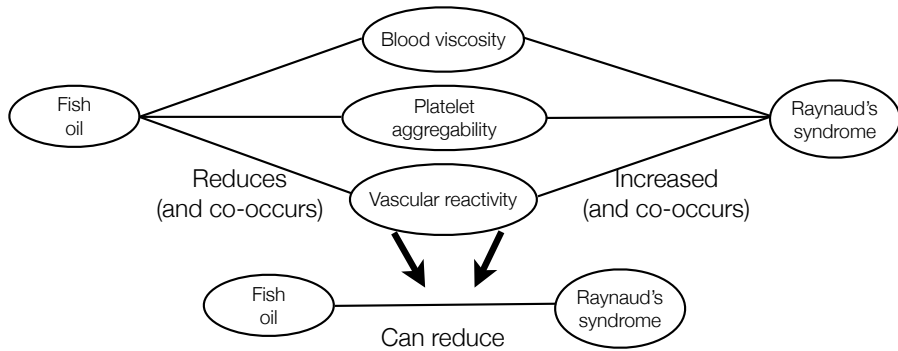 Blood viscosity
Fish
oil
Platelet
aggregability
Raynaud's
syndrome
Reduces
(and co-occurs)
Vascular reactivity
Increased
(and co-occurs)
Fish
oil
Can reduce
Raynaud's
syndrome